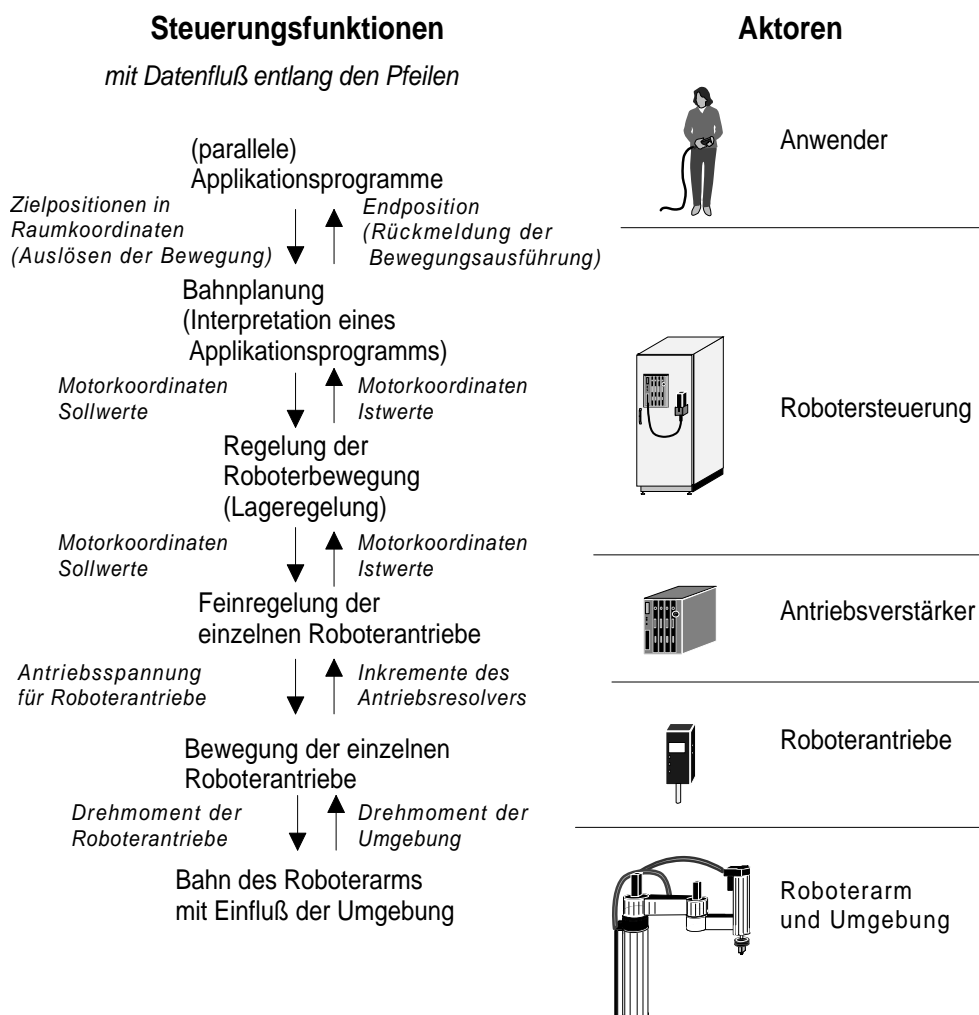 Steuerungsfunktionen
mit Datenfluß entlang den Pfeilen
(parallele)
Applikationsprogramme
Zielpositionen in
Raumkoordinaten
(Auslösen der Bewegung)
Endposition
(Rückmeldung der
Bewegungsausführung)
Bahnplanung
(Interpretation eines
Applikationsprogramms)
Motorkoordinaten
Sollwerte
Motorkoordinaten
Istwerte
Regelung der
Roboterbewegung
(Lageregelung)
Motorkoordinaten
Sollwerte
Motorkoordinaten
Istwerte
Feinregelung der
einzelnen Roboterantriebe
Antriebsspannung
für Roboterantriebe
Inkremente des
Antriebsresolvers
Bewegung der einzelnen
Roboterantriebe
Drehmoment der
Roboterantriebe
Drehmoment der
Umgebung
Bahn des Roboterarms
mit Einfluß der Umgebung
Aktoren
Anwender
Robotersteuerung
Antriebsverstärker
Roboterantriebe
Roboterarm
und Umgebung